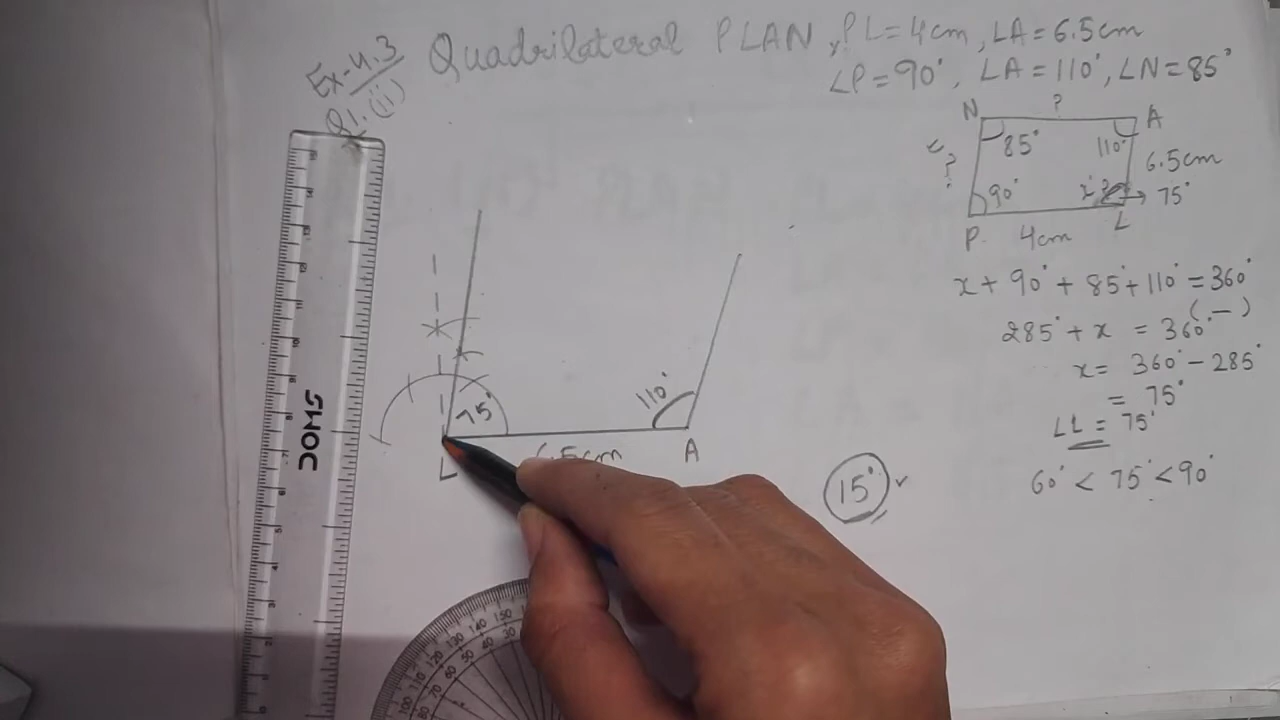 Ex-4.3
Q1.(ii)
Quadrilateral PLAN, PL=4cm, LA=6.5cm
∠P=90°, ∠A=110°, ∠N=85°
N ? A
85° 110°
? 6.5cm
90° x 75°
P 4cm L
x+90°+85°+110°=360°
(-)
285°+x = 360°
x= 360°-285°
= 75°
∠L = 75°
60° < 75° < 90°
15°
75° 110°
L 5cm A
DOMS